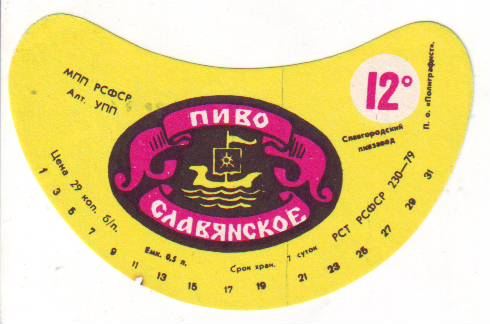 МПП РСФСР
Алт. УПП
12°
Славгородский
пивзавод
П. о. «Полиграфист».
ПИВО
СЛАВЯНСКОЕ
Цена 29 коп. б/п.
Емк. 0,5 л.
Срок хран. 7 суток
РСТ РСФСР 230—79
1 3 5 7 9 11 13 15 17 19 21 23 25 27 29 31